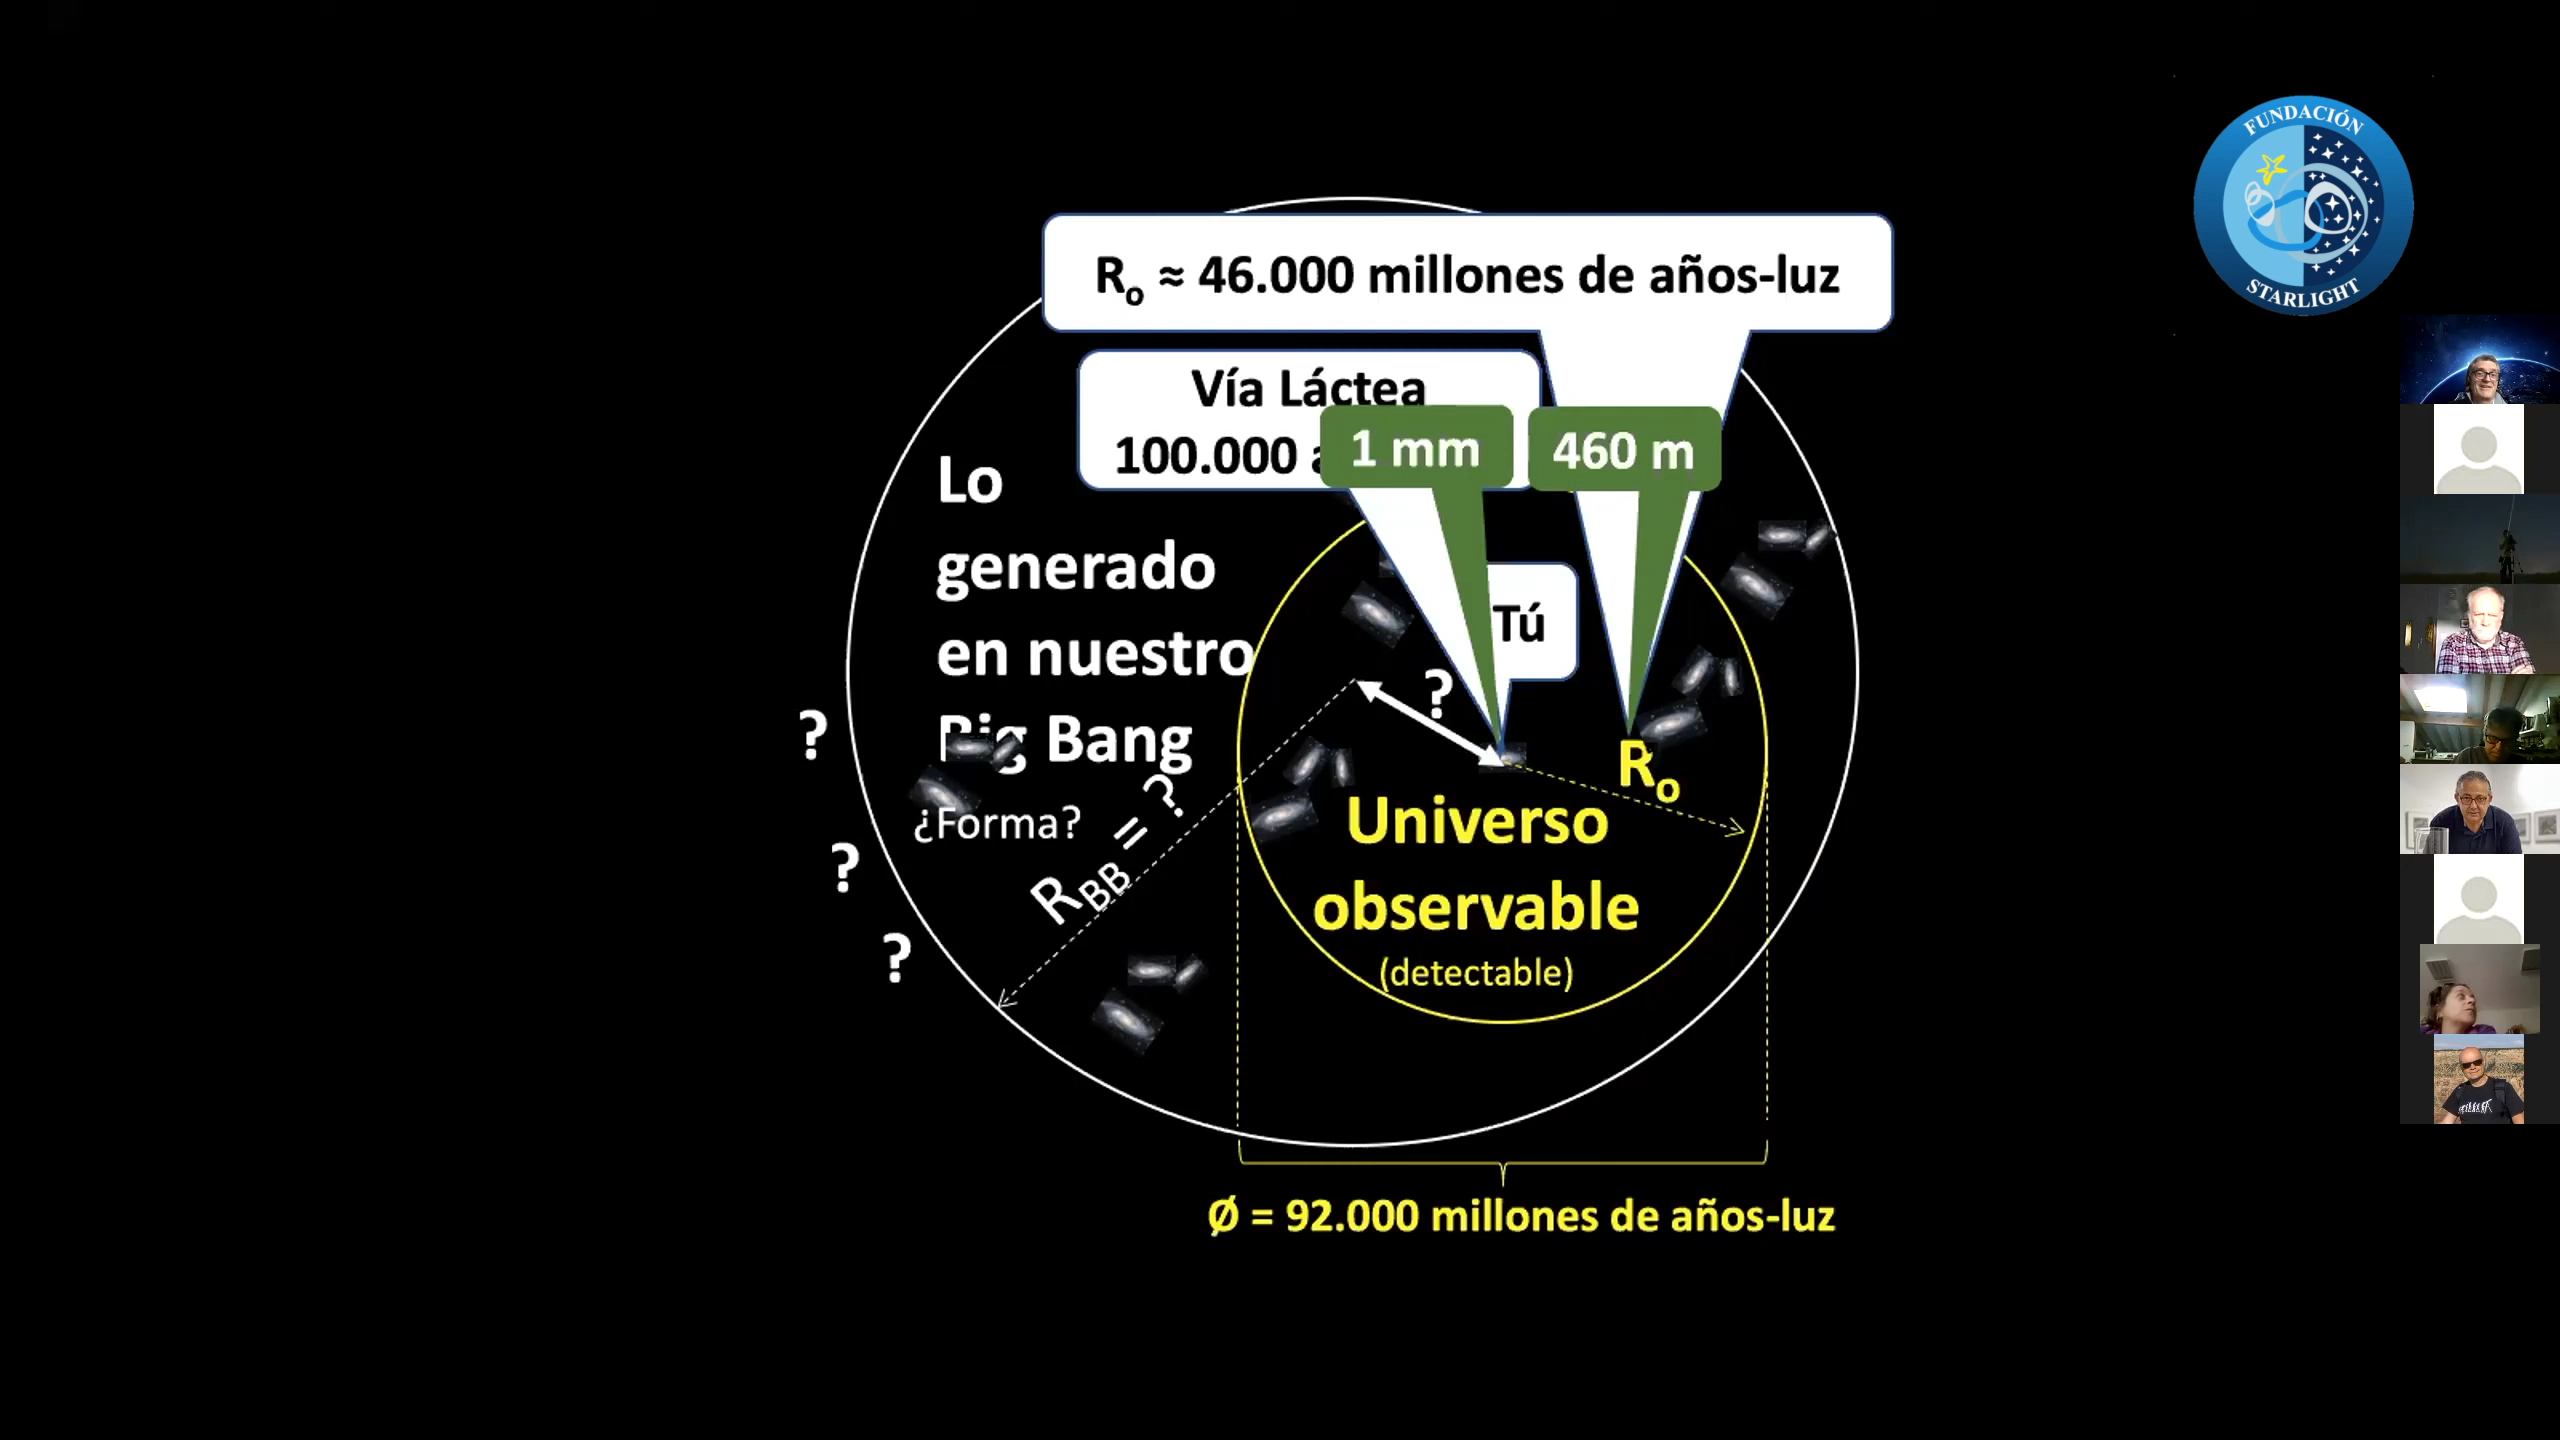 FUNDACIÓN
STARLIGHT
Rₒ ≈ 46.000 millones de años-luz
Vía Láctea
100.000
1 mm
460 m
Lo
generado
en nuestro
Big Bang
¿Forma?
Tú
?
Rₒ
?
?
?
R_BB = ?
Universo
observable
(detectable)
Ø = 92.000 millones de años-luz